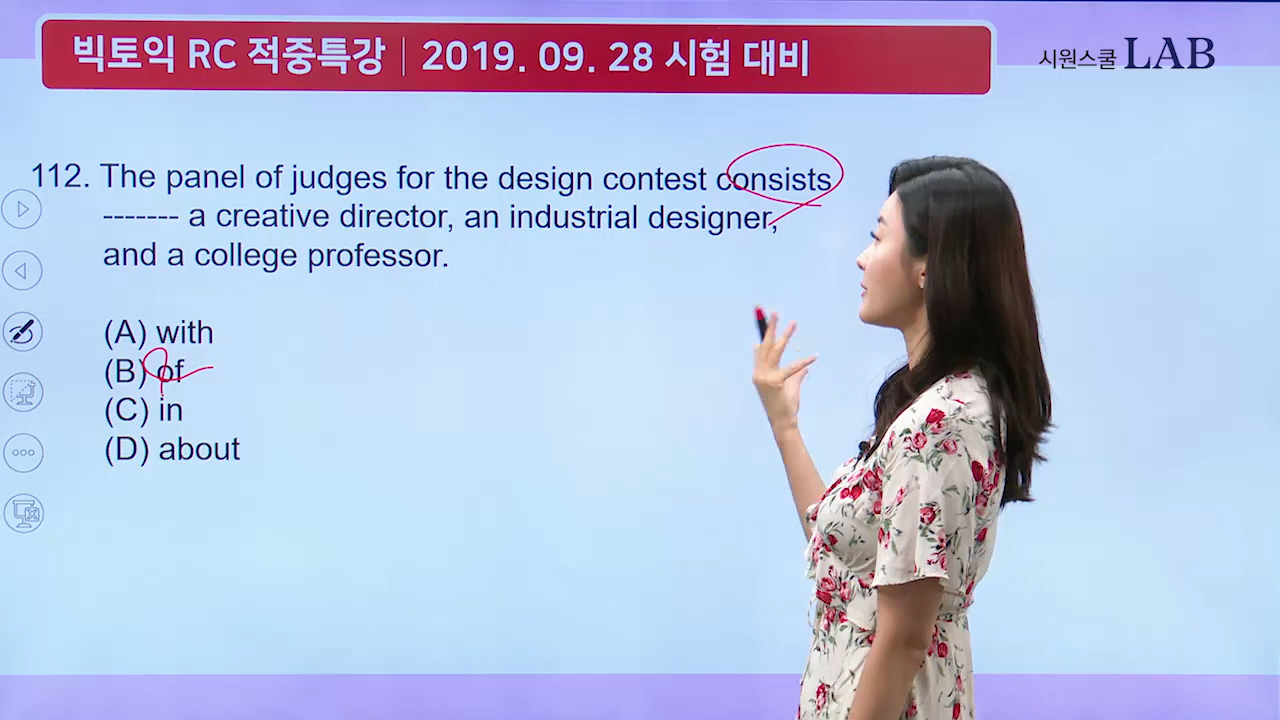 빅토익 RC 적중특강 | 2019. 09. 28 시험 대비
시원스쿨 LAB
112. The panel of judges for the design contest consists
------- a creative director, an industrial designer,
and a college professor.
(A) with
(B) of
(C) in
(D) about